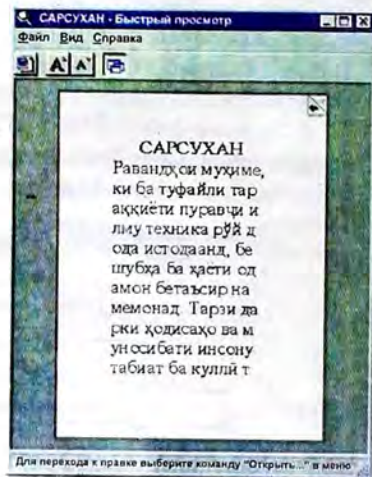 САРСУХАН - Быстрый просмотр
Файл Вид Справка
САРСУХАН
Равандҳои муҳиме,
ки ба туфайли тар
аққиёти пуравҷи и
лму техника рӯй д
ода истодаанд, бе
шубҳа ба ҳаёти од
амон бетаъсир на
мемонад. Тарзи да
рки ҳодисаҳо ва м
уносибати инсону
табиат ба куллӣ т
Для перехода к правке выберите команду "Открыть..." в меню